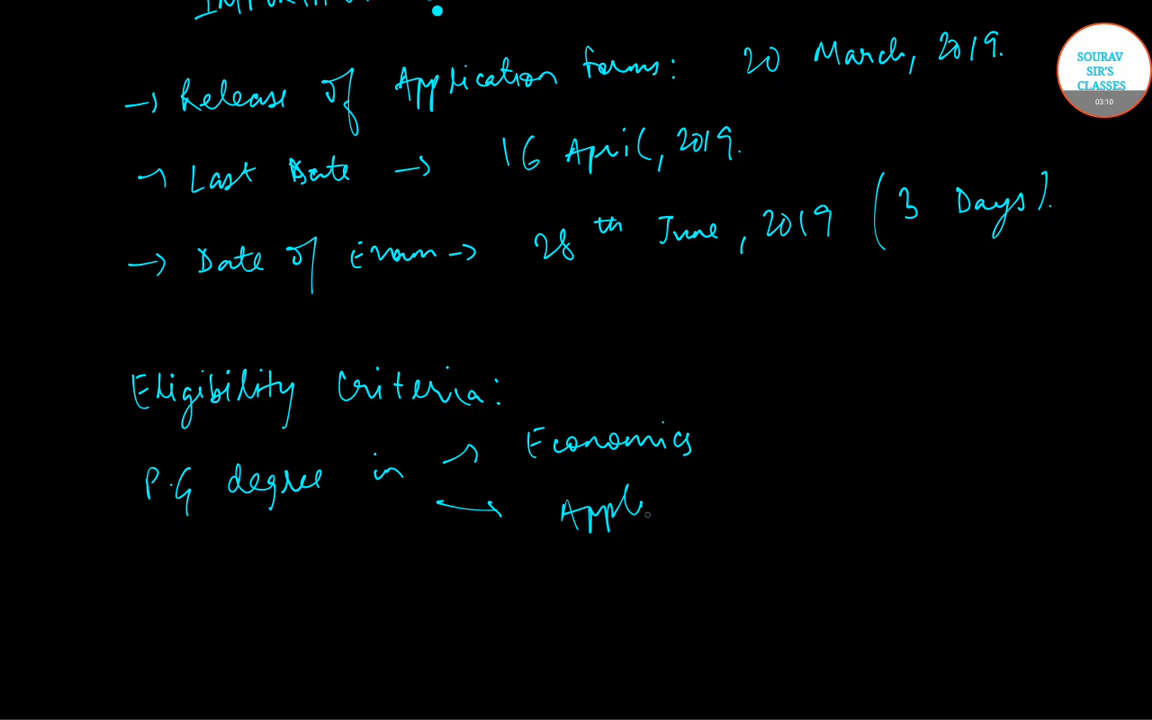 → Release of Application forms: 20 March, 2019.
→ Last Date → 16 April, 2019.
→ Date of Exam → 28th June, 2019 (3 Days).
Eligibility Criteria:
P.G degree in → Economics
→ Appl
SOURAV
SIR'S
CLASSES
03:10